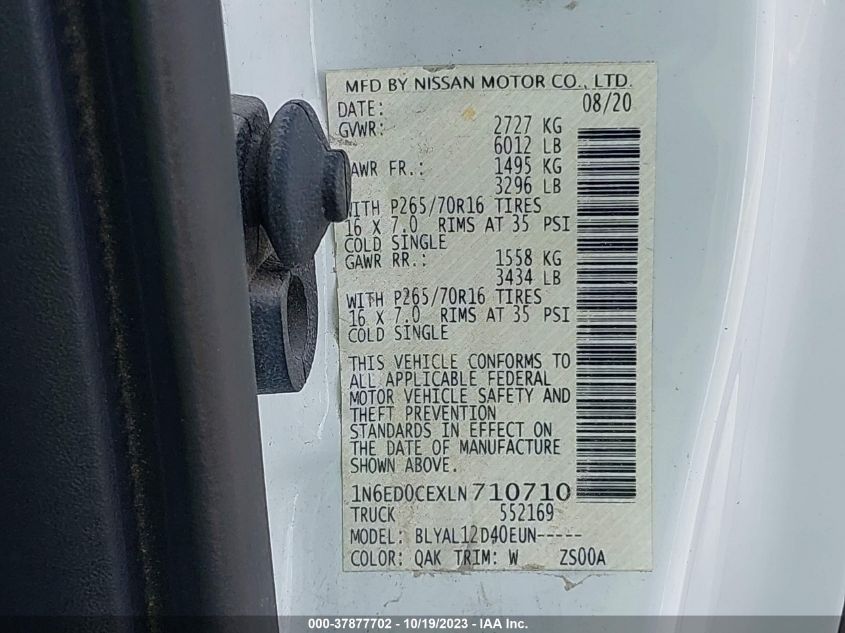 MFD BY NISSAN MOTOR CO., LTD.
DATE: 08/20
GVWR: 2727 KG
6012 LB
GAWR FR.: 1495 KG
3296 LB
WITH P265/70R16 TIRES
16 X 7.0 RIMS AT 35 PSI
COLD SINGLE
GAWR RR.: 1558 KG
3434 LB
WITH P265/70R16 TIRES
16 X 7.0 RIMS AT 35 PSI
COLD SINGLE
THIS VEHICLE CONFORMS TO
ALL APPLICABLE FEDERAL
MOTOR VEHICLE SAFETY AND
THEFT PREVENTION
STANDARDS IN EFFECT ON
THE DATE OF MANUFACTURE
SHOWN ABOVE.
1N6ED0CEXLN710710
TRUCK 552169
MODEL: BLYAL12D40EUN-----
COLOR: QAK TRIM: W ZS00A
000-37877702 - 10/19/2023 - IAA Inc.